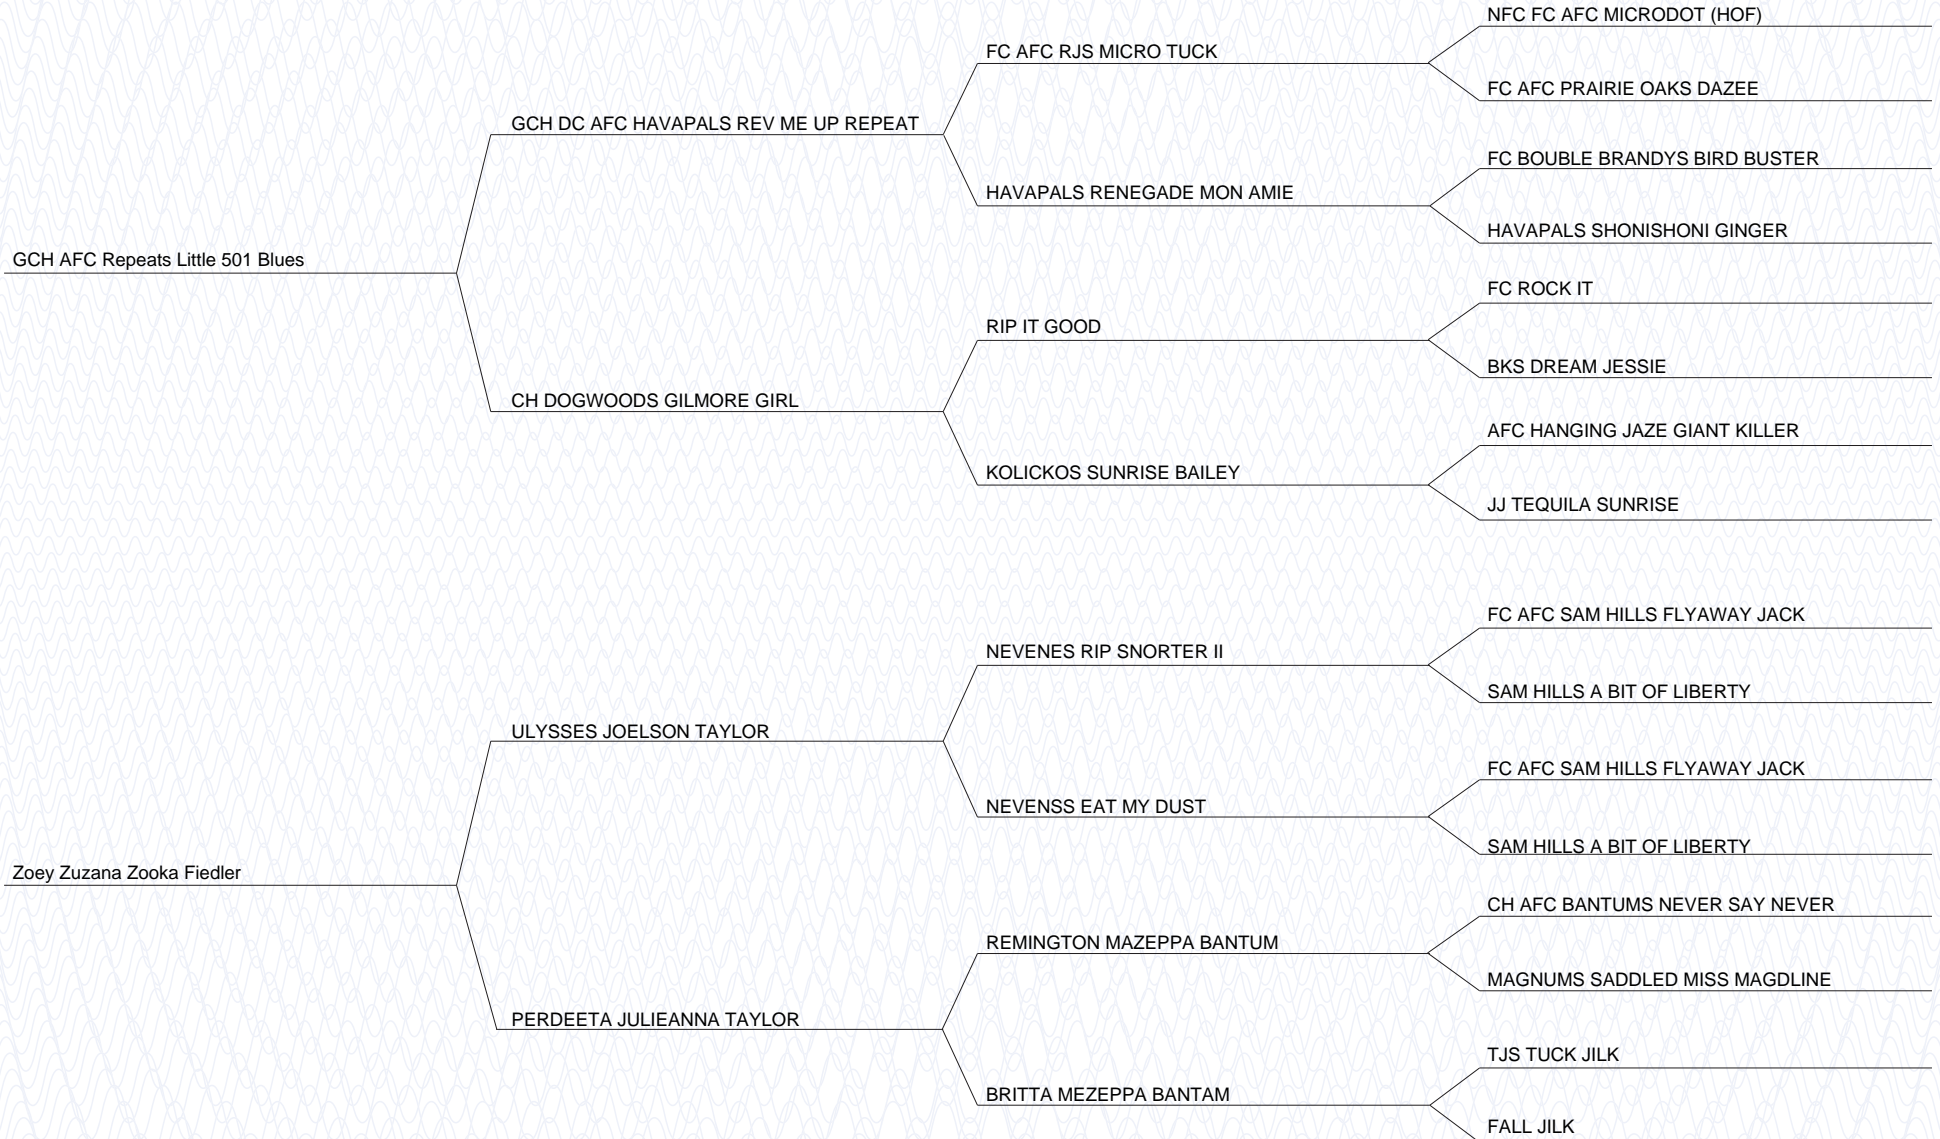 NFC FC AFC MICRODOT (HOF)
FC AFC RJS MICRO TUCK
FC AFC PRAIRIE OAKS DAZEE
GCH DC AFC HAVAPALS REV ME UP REPEAT
FC BOUBLE BRANDYS BIRD BUSTER
HAVAPALS RENEGADE MON AMIE
HAVAPALS SHONISHONI GINGER
GCH AFC Repeats Little 501 Blues
FC ROCK IT
RIP IT GOOD
BKS DREAM JESSIE
CH DOGWOODS GILMORE GIRL
AFC HANGING JAZE GIANT KILLER
KOLICKOS SUNRISE BAILEY
JJ TEQUILA SUNRISE
FC AFC SAM HILLS FLYAWAY JACK
NEVENES RIP SNORTER II
SAM HILLS A BIT OF LIBERTY
ULYSSES JOELSON TAYLOR
FC AFC SAM HILLS FLYAWAY JACK
NEVENSS EAT MY DUST
SAM HILLS A BIT OF LIBERTY
Zoey Zuzana Zooka Fiedler
CH AFC BANTUMS NEVER SAY NEVER
REMINGTON MAZEPPA BANTUM
MAGNUMS SADDLED MISS MAGDLINE
PERDEETA JULIEANNA TAYLOR
TJS TUCK JILK
BRITTA MEZEPPA BANTAM
FALL JILK